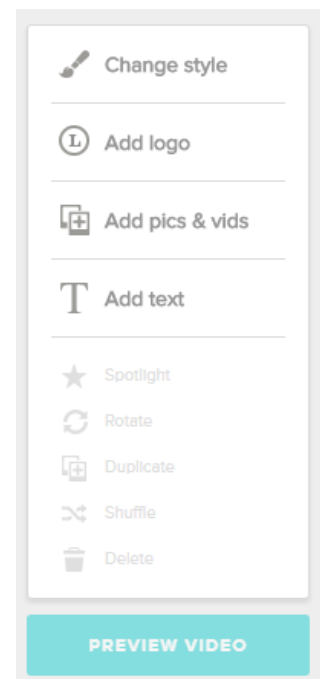 Change style
L
Add logo
Add pics & vids
T
Add text
Spotlight
Rotate
Duplicate
Shuffle
Delete
PREVIEW VIDEO